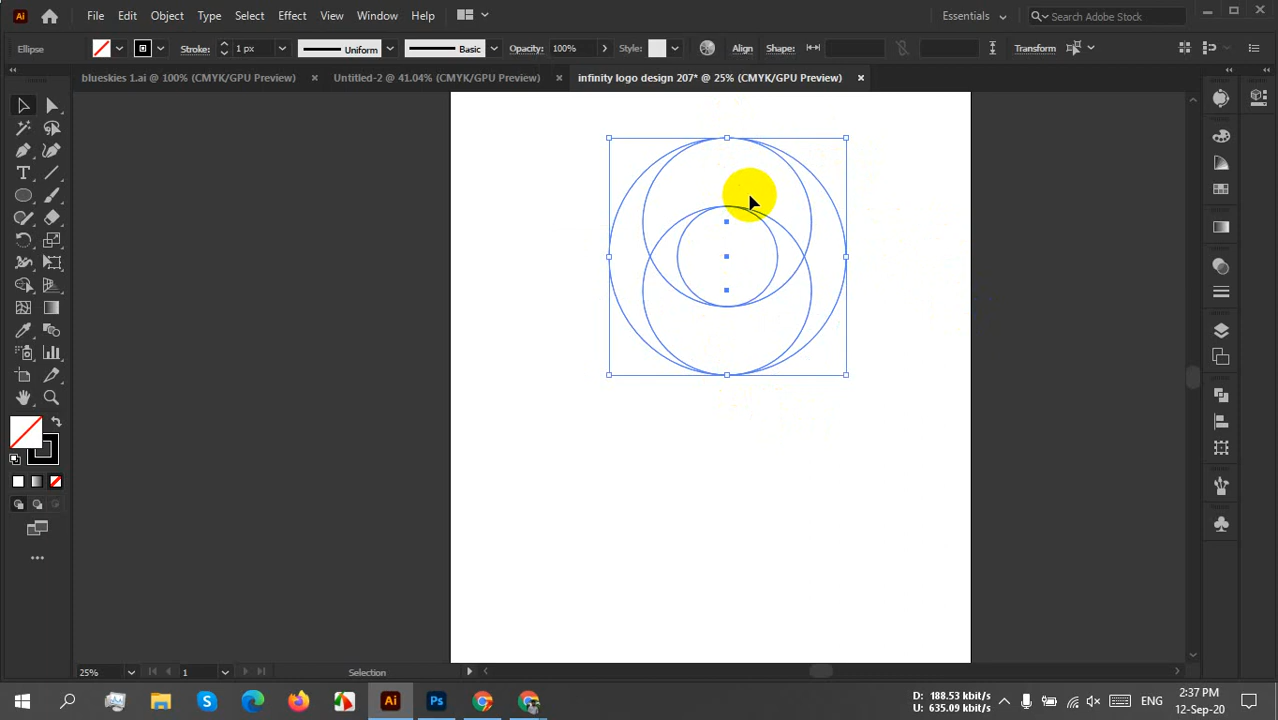 Ai File Edit Object Type Select Effect View Window Help Essentials Search Adobe Stock
Ellipse Stroke: 1 px Uniform Basic Opacity: 100% Style: Align Shape: Transform
blueskies 1.ai @ 100% (CMYK/GPU Preview) × Untitled-2 @ 41.04% (CMYK/GPU Preview) × infinity logo design 207* @ 25% (CMYK/GPU Preview) ×
T
25% 1 Selection
S Ai Ps D: 188.53 kbit/s U: 635.09 kbit/s ENG 2:37 PM 12-Sep-20